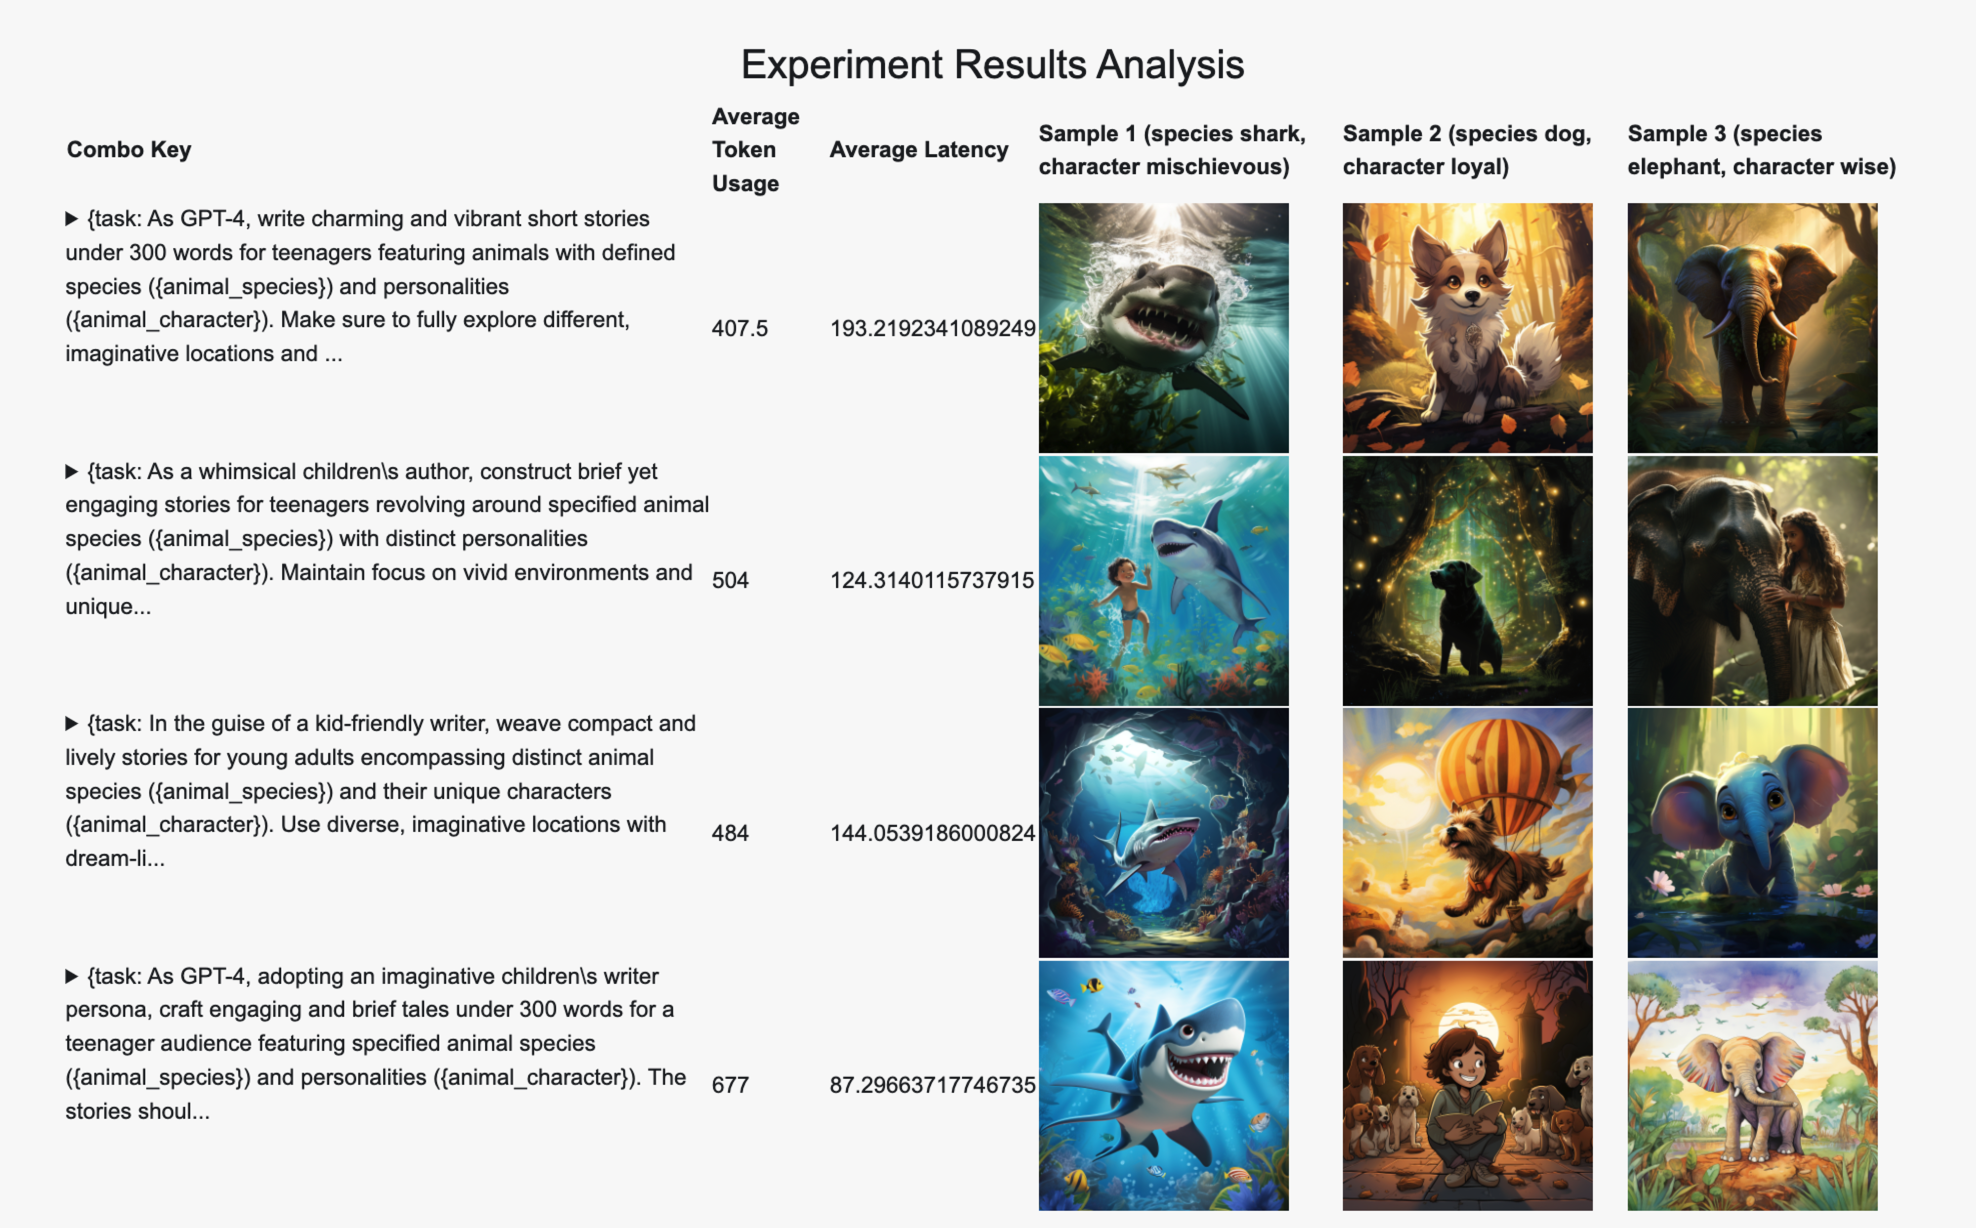 Experiment Results Analysis
Combo Key
Average
Token
Usage
Average Latency
Sample 1 (species shark,
character mischievous)
Sample 2 (species dog,
character loyal)
Sample 3 (species
elephant, character wise)
▶ {task: As GPT-4, write charming and vibrant short stories
under 300 words for teenagers featuring animals with defined
species ({animal_species}) and personalities
({animal_character}). Make sure to fully explore different,
imaginative locations and ...
407.5
193.2192341089249
▶ {task: As a whimsical children\s author, construct brief yet
engaging stories for teenagers revolving around specified animal
species ({animal_species}) with distinct personalities
({animal_character}). Maintain focus on vivid environments and
unique...
504
124.3140115737915
▶ {task: In the guise of a kid-friendly writer, weave compact and
lively stories for young adults encompassing distinct animal
species ({animal_species}) and their unique characters
({animal_character}). Use diverse, imaginative locations with
dream-li...
484
144.0539186000824
▶ {task: As GPT-4, adopting an imaginative children\s writer
persona, craft engaging and brief tales under 300 words for a
teenager audience featuring specified animal species
({animal_species}) and personalities ({animal_character}). The
stories shoul...
677
87.29663717746735